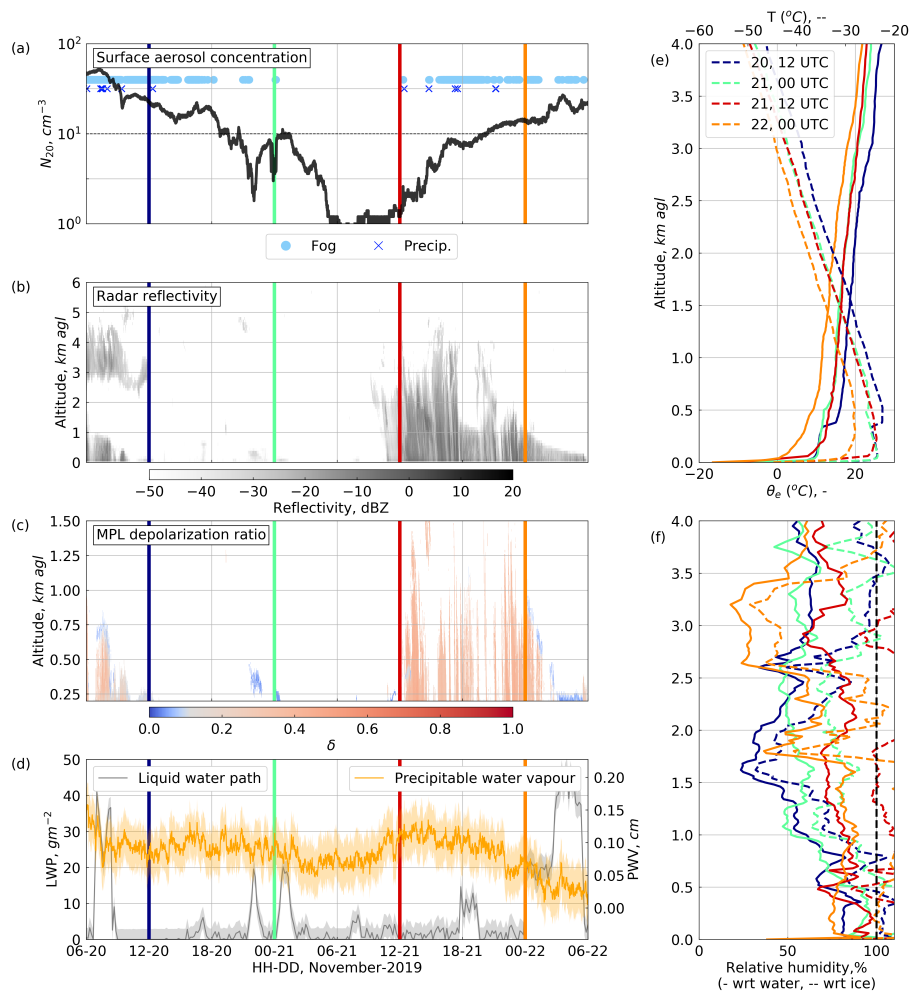 (a)
Surface aerosol concentration
10²
10¹
10⁰
N₂₀, cm⁻³
Fog
Precip.
(b)
Radar reflectivity
6
5
4
3
2
1
0
Altitude, km agl
−50 −40 −30 −20 −10 0 10 20
Reflectivity, dBZ
(c)
MPL depolarization ratio
1.50
1.25
1.00
0.75
0.50
0.25
Altitude, km agl
0.0 0.2 0.4 0.6 0.8 1.0
δ
(d)
Liquid water path
Precipitable water vapour
50
40
30
20
10
0
LWP, gm⁻²
0.20
0.15
0.10
0.05
0.00
PWV, cm
06-20 12-20 18-20 00-21 06-21 12-21 18-21 00-22 06-22
HH-DD, November-2019
T (°C), --
−60 −50 −40 −30 −20
(e)
20, 12 UTC
21, 00 UTC
21, 12 UTC
22, 00 UTC
4.0
3.5
3.0
2.5
2.0
1.5
1.0
0.5
0.0
Altitude, km agl
−20 0 20
θₑ (°C), -
(f)
4.0
3.5
3.0
2.5
2.0
1.5
1.0
0.5
0.0
0 50 100
Relative humidity,%
(- wrt water, -- wrt ice)